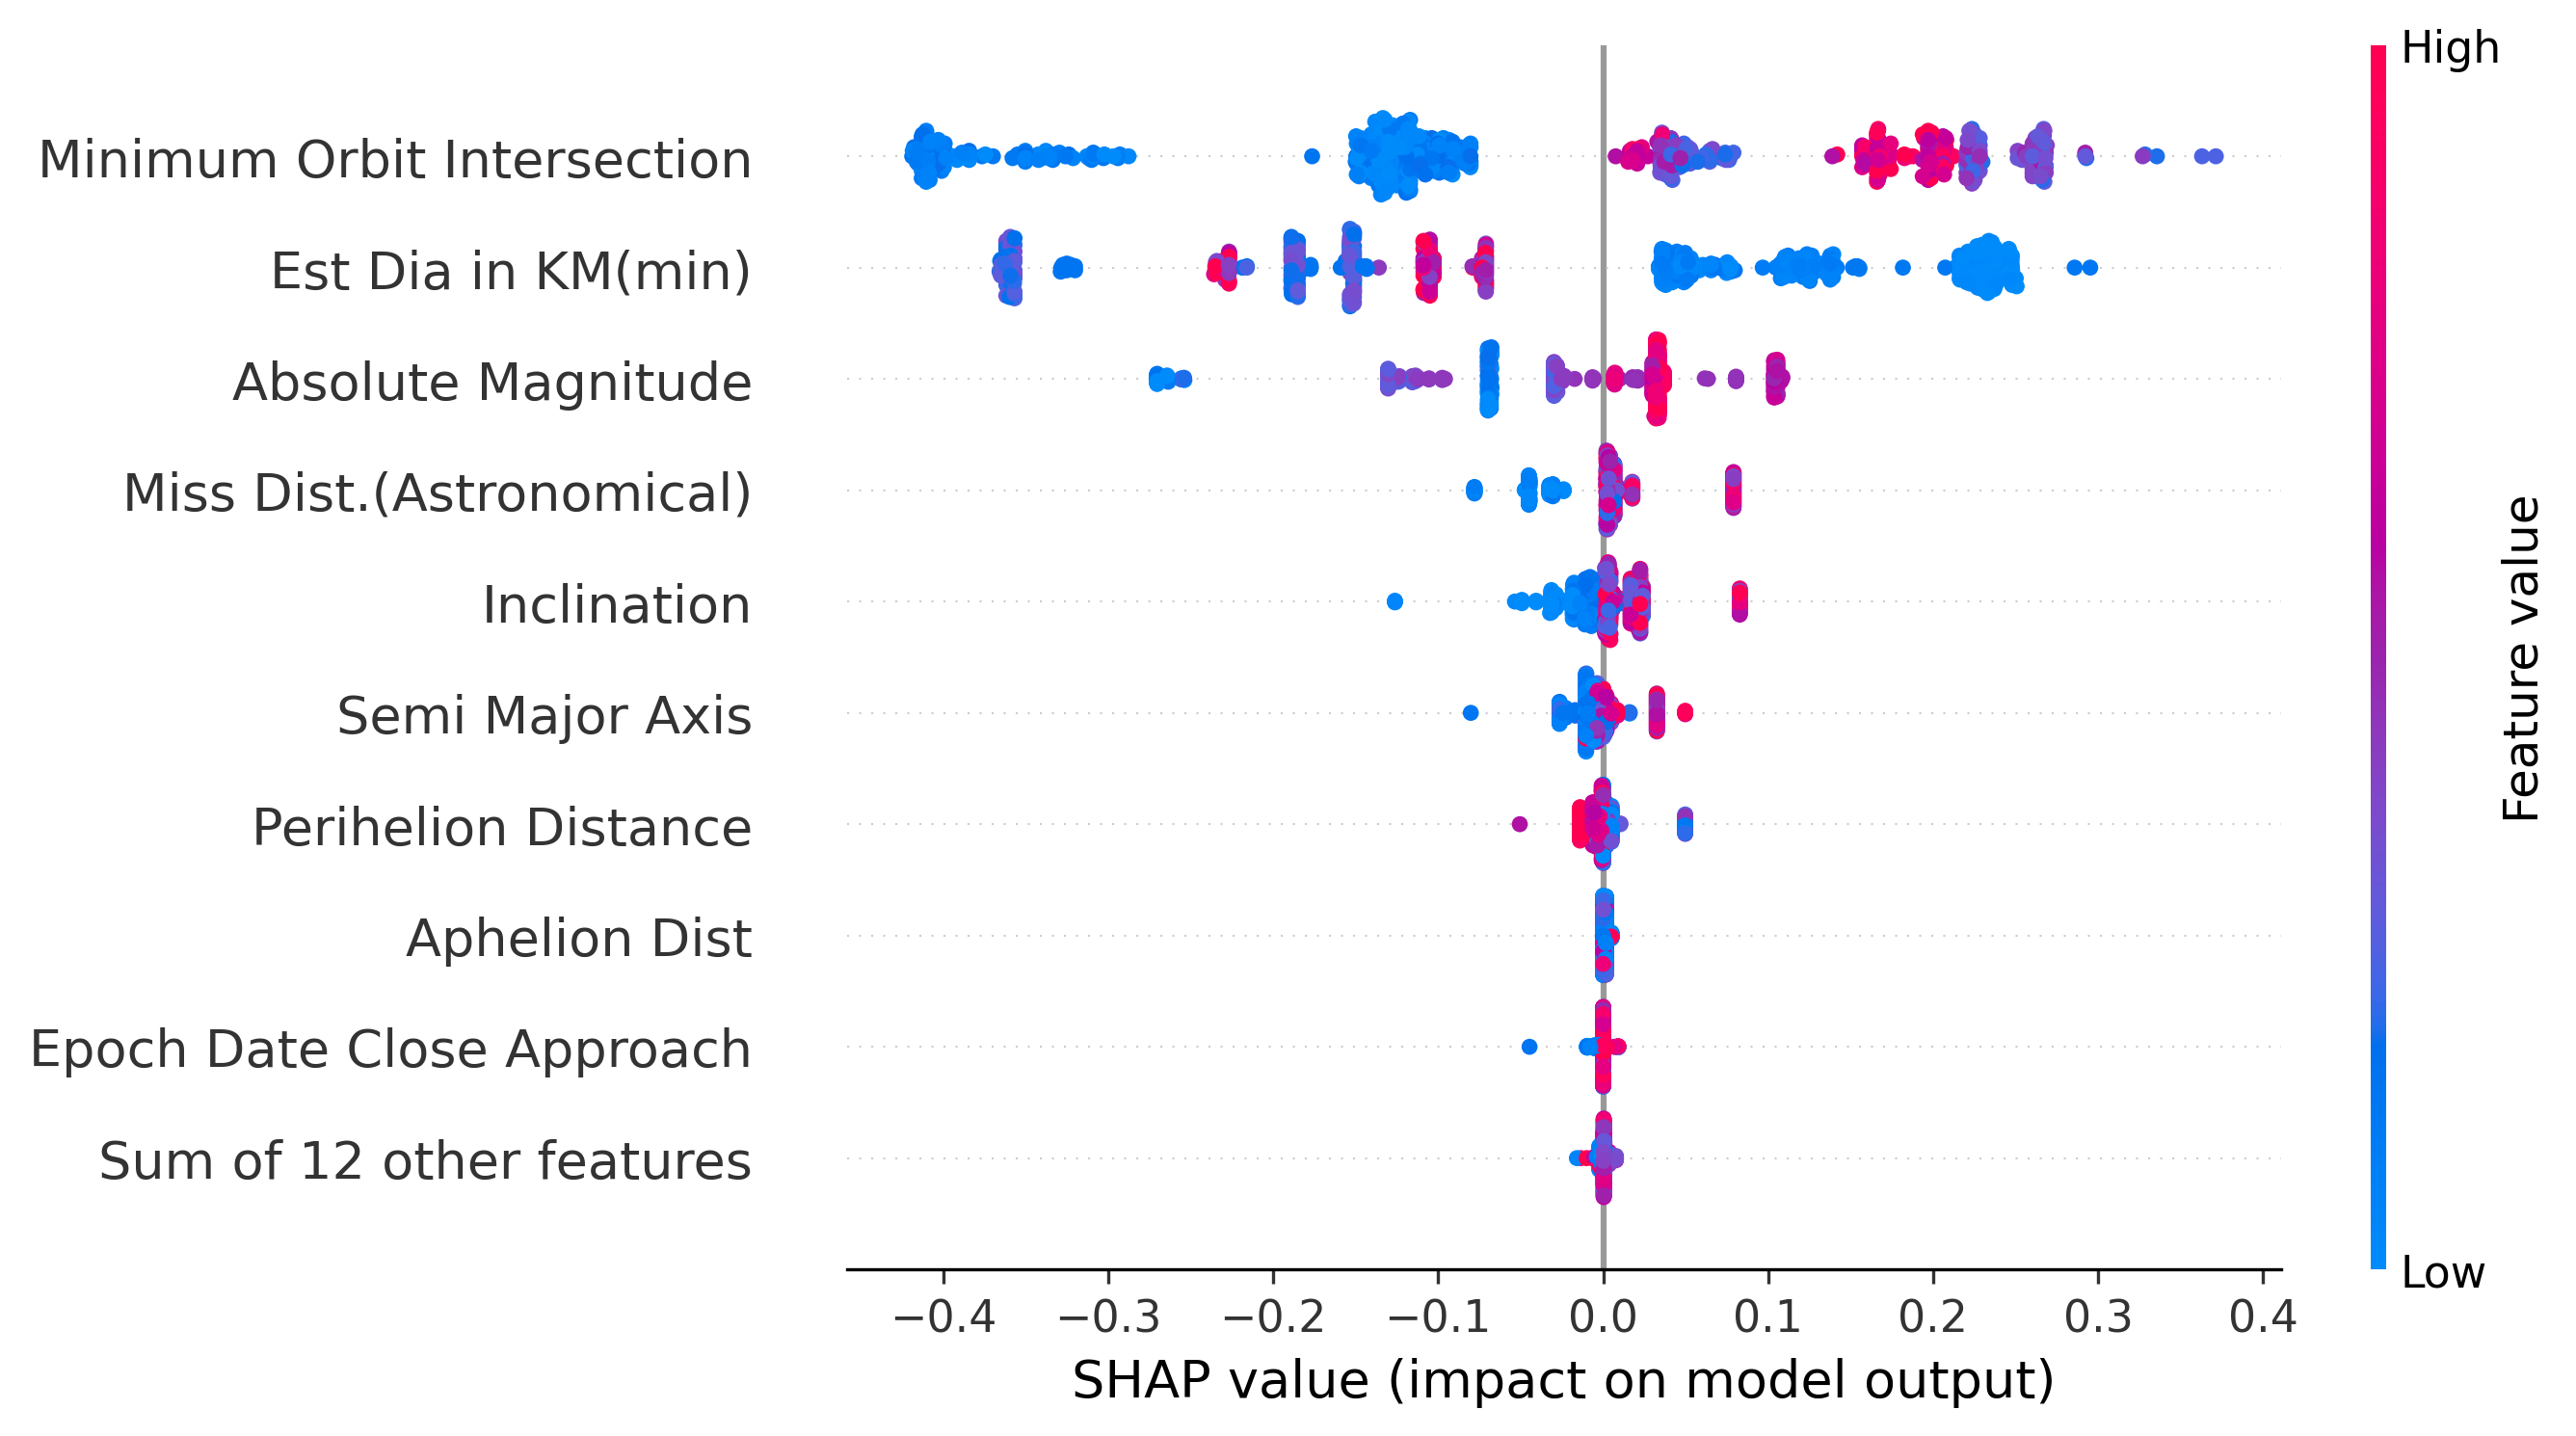 High
Minimum Orbit Intersection
Est Dia in KM(min)
Absolute Magnitude
Miss Dist.(Astronomical)
Inclination
Semi Major Axis
Perihelion Distance
Aphelion Dist
Epoch Date Close Approach
Sum of 12 other features
Feature value
Low
−0.4 −0.3 −0.2 −0.1 0.0 0.1 0.2 0.3 0.4
SHAP value (impact on model output)